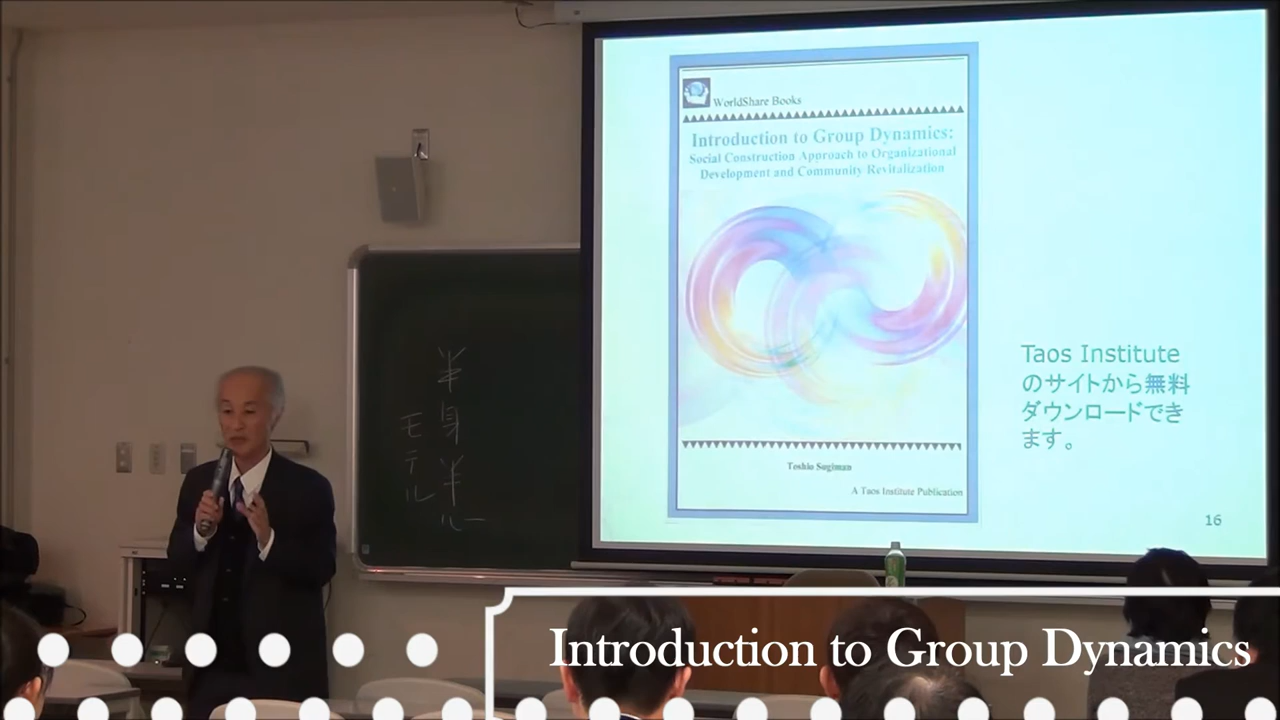 WorldShare Books
Introduction to Group Dynamics:
Social Construction Approach to Organizational
Development and Community Revitalization
Toshio Sugiman
A Taos Institute Publication
Taos Institute
のサイトから無料
ダウンロードでき
ます。
16
半身半心
モデル
Introduction to Group Dynamics